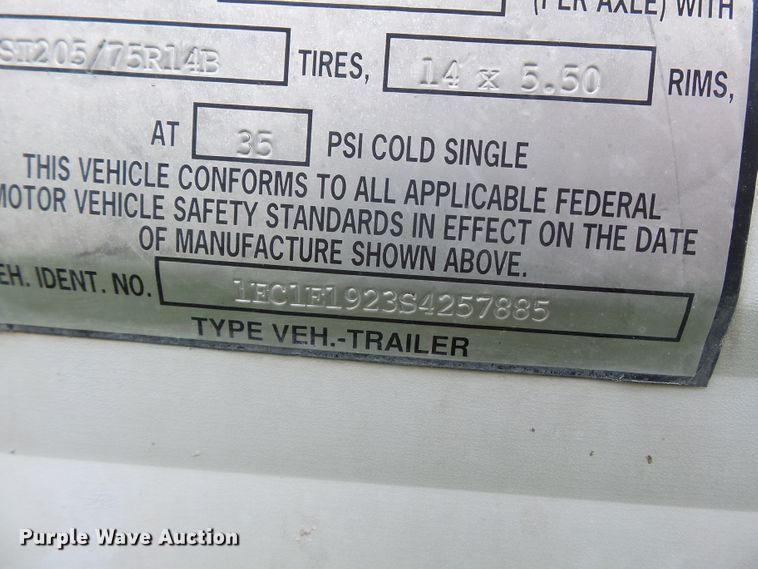 (PER AXLE) WITH
ST205/75R14B TIRES, 14 x 5.50 RIMS,
AT 35 PSI COLD SINGLE
THIS VEHICLE CONFORMS TO ALL APPLICABLE FEDERAL
MOTOR VEHICLE SAFETY STANDARDS IN EFFECT ON THE DATE
OF MANUFACTURE SHOWN ABOVE.
EH. IDENT. NO. 1EC1E1923S4257885
TYPE VEH.-TRAILER
Purple Wave Auction